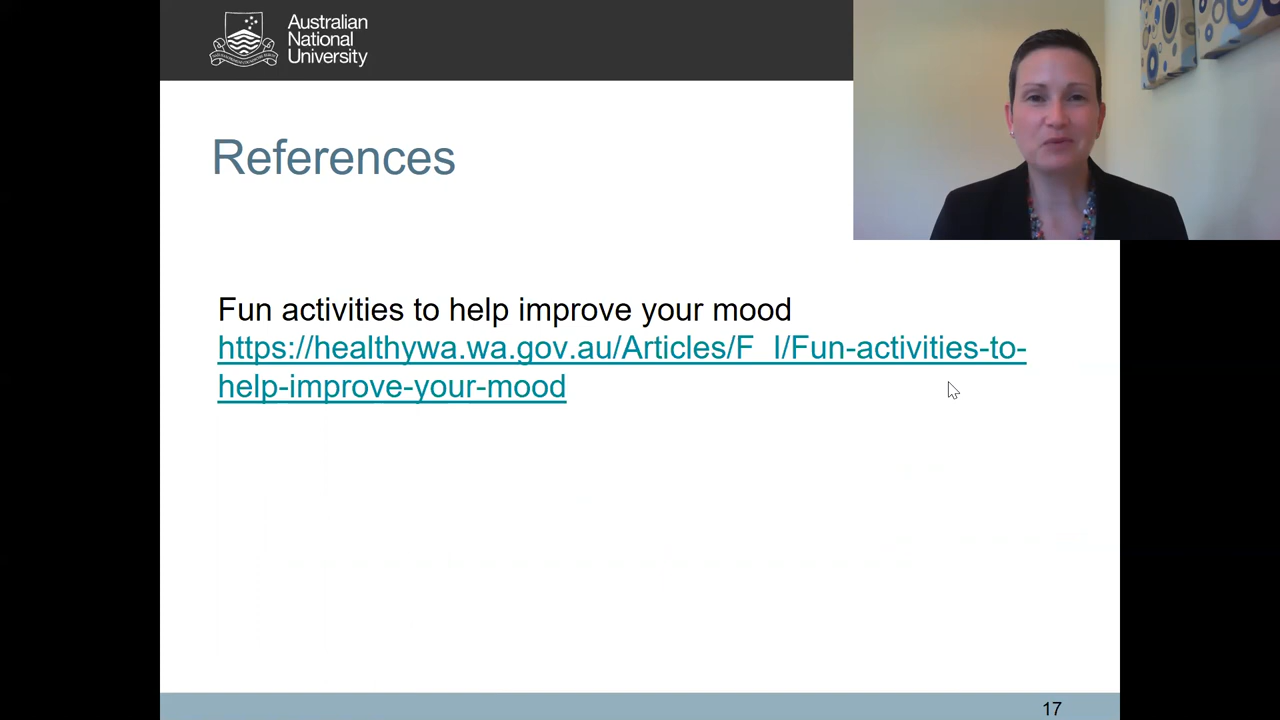 Australian
National
University
References
Fun activities to help improve your mood
https://healthywa.wa.gov.au/Articles/F_I/Fun-activities-to-
help-improve-your-mood
17